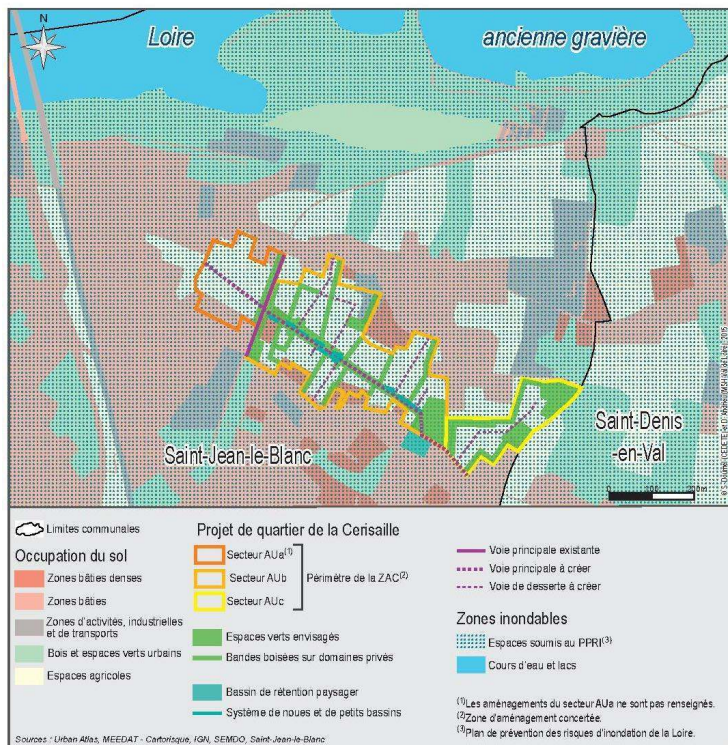 N
Loire
ancienne gravière
Saint-Jean-le-Blanc
Saint-Denis
-en-Val
0 100 200 m
Limites communales
Occupation du sol
Zones bâties denses
Zones bâties
Zones d'activités, industrielles
et de transports
Bois et espaces verts urbains
Espaces agricoles
Projet de quartier de la Cerisaille
Secteur AUa(1)
Secteur AUb
Secteur AUc
Périmètre de la ZAC(2)
Espaces verts envisagés
Bandes boisées sur domaines privés
Bassin de rétention paysager
Système de noues et de petits bassins
Voie principale existante
Voie principale à créer
Voie de desserte à créer
Zones inondables
Espaces soumis au PPRI(3)
Cours d'eau et lacs
(1)Les aménagements du secteur AUa ne sont pas renseignés.
(2)Zone d'aménagement concertée.
(3)Plan de prévention des risques d'inondation de la Loire.
Sources : Urban Atlas, MEEDAT - Cartorisque, IGN, SEMDO, Saint-Jean-le-Blanc